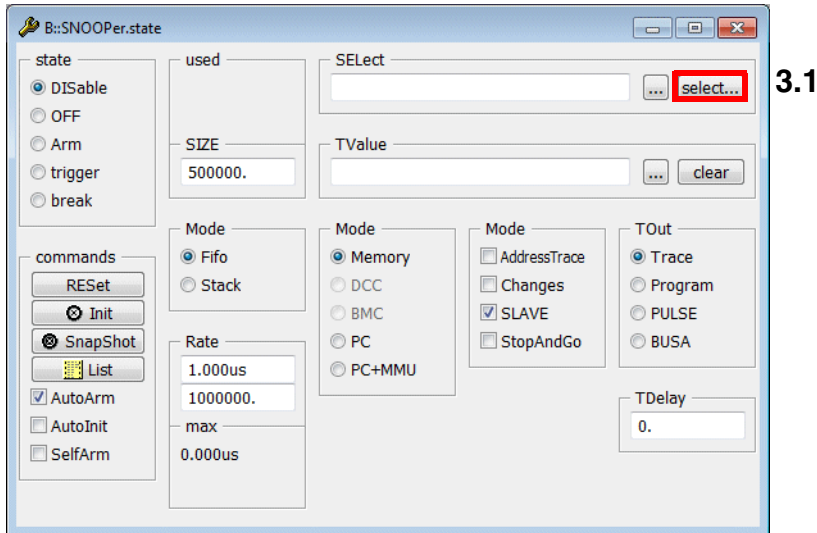 B::SNOOPer.state
state
DISable
OFF
Arm
trigger
break
used
SIZE
500000.
SELect
...
select...
3.1
TValue
...
clear
commands
RESet
Init
SnapShot
List
AutoArm
AutoInit
SelfArm
Mode
Fifo
Stack
Rate
1.000us
1000000.
max
0.000us
Mode
Memory
DCC
BMC
PC
PC+MMU
Mode
AddressTrace
Changes
SLAVE
StopAndGo
TOut
Trace
Program
PULSE
BUSA
TDelay
0.